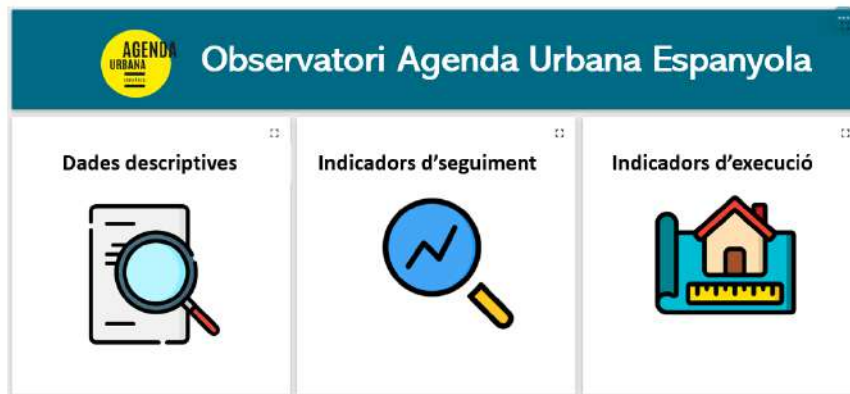 AGENDA
URBANA
Observatori Agenda Urbana Espanyola
Dades descriptives
Indicadors d'seguiment
Indicadors d'execució